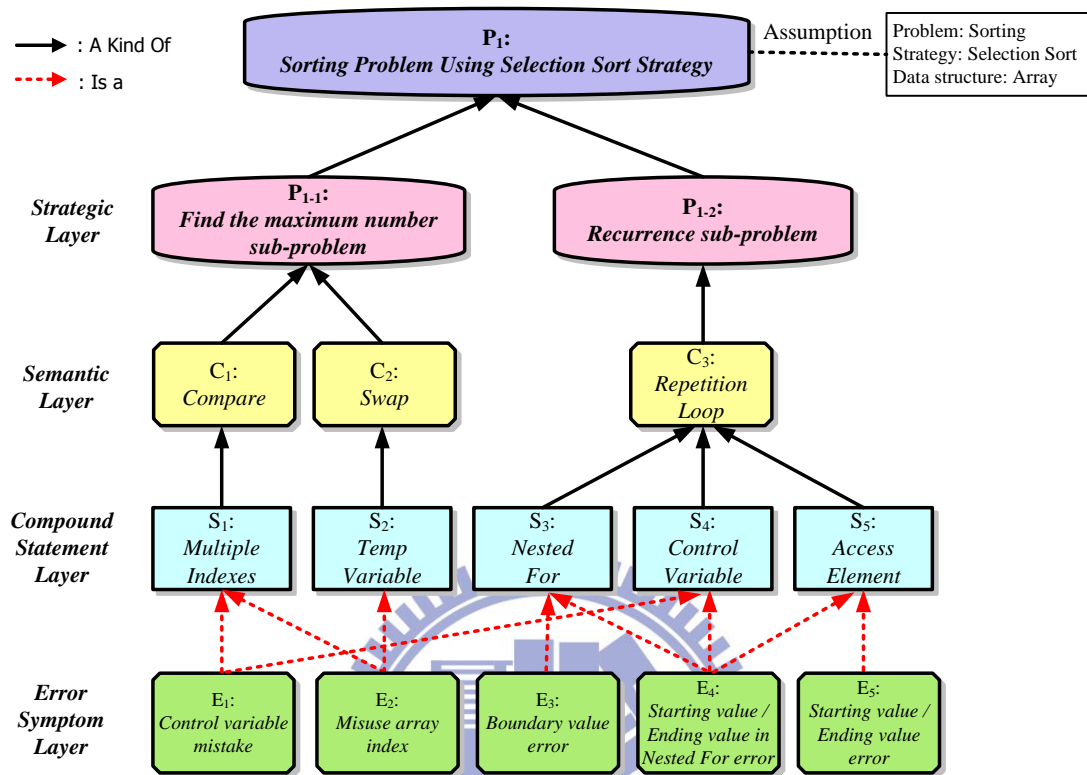 : A Kind Of
: Is a
P1:
Sorting Problem Using Selection Sort Strategy
Assumption
Problem: Sorting
Strategy: Selection Sort
Data structure: Array
Strategic
Layer
P1-1:
Find the maximum number
sub-problem
P1-2:
Recurrence sub-problem
Semantic
Layer
C1:
Compare
C2:
Swap
C3:
Repetition
Loop
Compound
Statement
Layer
S1:
Multiple
Indexes
S2:
Temp
Variable
S3:
Nested
For
S4:
Control
Variable
S5:
Access
Element
Error
Symptom
Layer
E1:
Control variable
mistake
E2:
Misuse array
index
E3:
Boundary value
error
E4:
Starting value /
Ending value in
Nested For error
E5:
Starting value /
Ending value
error